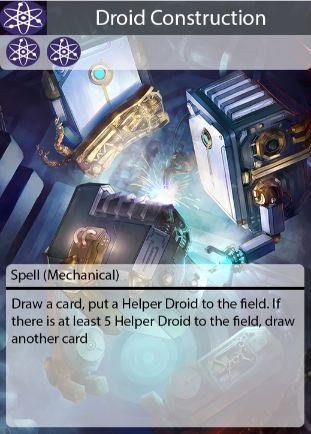 Droid Construction
Spell (Mechanical)
Draw a card, put a Helper Droid to the field. If
there is at least 5 Helper Droid to the field, draw
another card